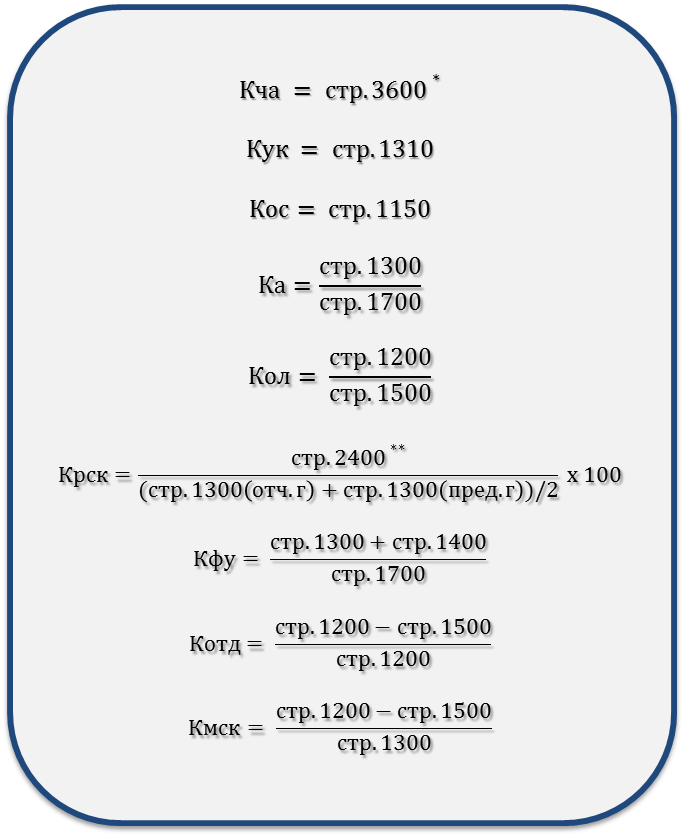 Кча = стр. 3600 *
Кук = стр. 1310
Кос = стр. 1150
Ка = стр. 1300 / стр. 1700
Кол = стр. 1200 / стр. 1500
Крск = стр. 2400 ** / (стр. 1300(отч. г) + стр. 1300(пред. г))/2 х 100
Кфу = стр. 1300 + стр. 1400 / стр. 1700
Котд = стр. 1200 − стр. 1500 / стр. 1200
Кмск = стр. 1200 − стр. 1500 / стр. 1300